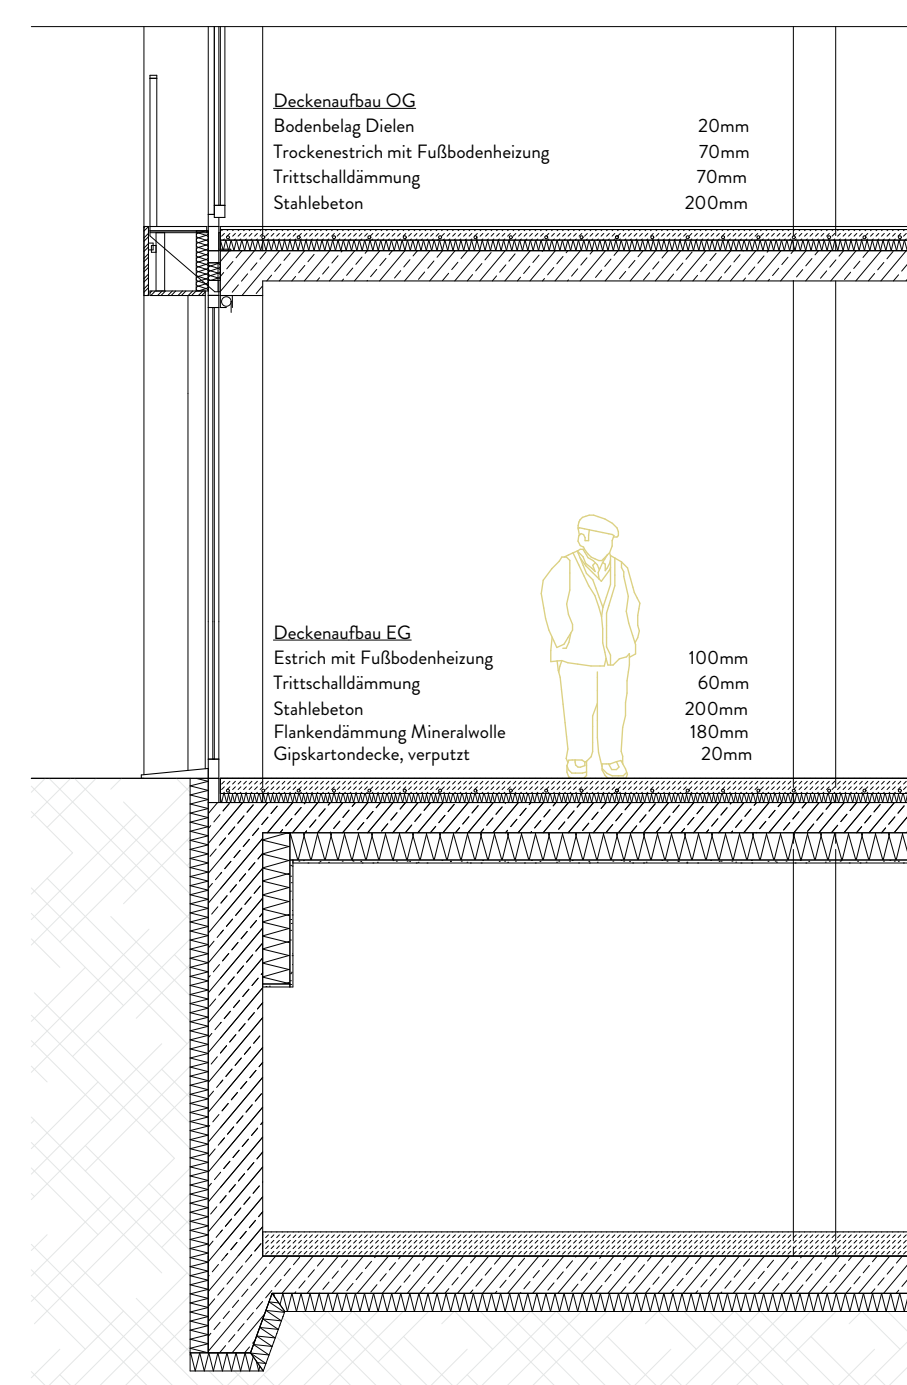 Deckenaufbau OG
Bodenbelag Dielen 20mm
Trockenestrich mit Fußbodenheizung 70mm
Trittschalldämmung 70mm
Stahlebeton 200mm
Deckenaufbau EG
Estrich mit Fußbodenheizung 100mm
Trittschalldämmung 60mm
Stahlebeton 200mm
Flankendämmung Mineralwolle 180mm
Gipskartondecke, verputzt 20mm